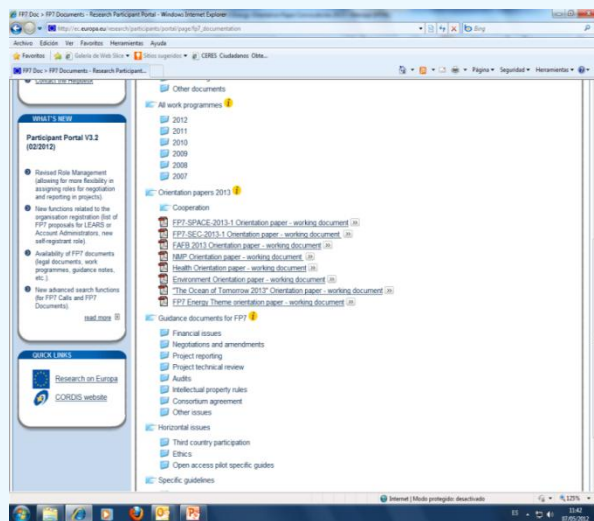 FP7 Doc > FP7 Documents - Research Participant Portal - Windows Internet Explorer
http://ec.europa.eu/research/participants/portal/page/fp7_documentation
Bing
Archivo Edición Ver Favoritos Herramientas Ayuda
Favoritos Galería de Web Slice Sitios sugeridos CERES Ciudadanos Obte...
FP7 Doc > FP7 Documents - Research Participant...
Página Seguridad Herramientas
Contact the Helpdesk
WHAT'S NEW
Participant Portal V3.2
(02/2012)
Revised Role Management
(allowing for more flexibility in
assigning roles for negotiation
and reporting in projects).
New functions related to the
organisation registration (list of
FP7 proposals for LEARS or
Account Administrators, new
self-registrant role)
Availability of FP7 documents
(legal documents, work
programmes, guidance notes,
etc.).
New advanced search functions
(for FP7 Calls and FP7
Documents).
read more
QUICK LINKS
Research on Europa
CORDIS website
Other documents
All work programmes
2012
2011
2010
2009
2008
2007
Orientation papers 2013
Cooperation
FP7-SPACE-2013-1 Orientation paper - working document
FP7-SEC-2013-1 Orientation paper - working document
FAFB 2013 Orientation paper - working document
NMP Orientation paper - working document
Health Orientation paper - working document
Environment Orientation paper - working document
"The Ocean of Tomorrow 2013" Orientation paper - working document
FP7 Energy Theme orientation paper - working document
Guidance documents for FP7
Financial issues
Negotiations and amendments
Project reporting
Project technical review
Audits
Intellectual property rules
Consortium agreement
Other issues
Horizontal issues
Third country participation
Ethics
Open access pilot specific guides
Specific guidelines
Internet | Modo protegido: desactivado
125%
ES
13:42
07/05/2012